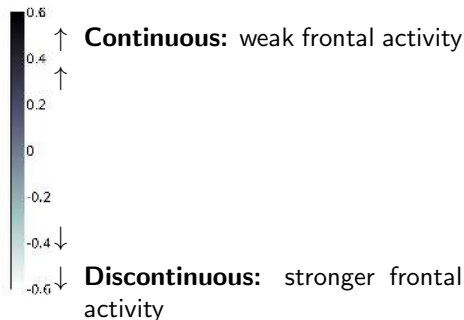 0.6
↑ Continuous: weak frontal activity
0.4
↑
0.2
0
-0.2
↓
-0.4
-0.6 ↓ Discontinuous: stronger frontal
activity